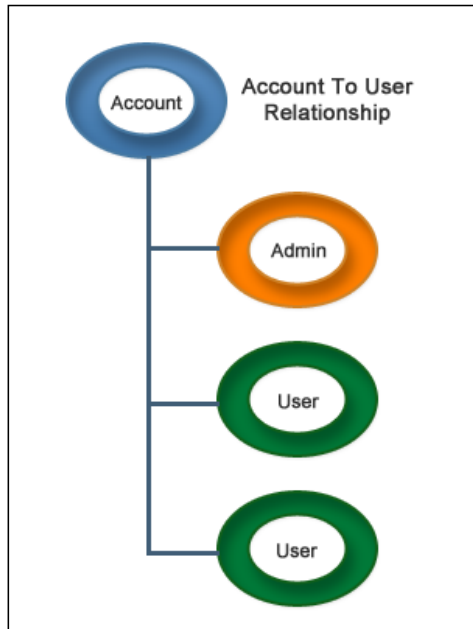 Account
Account To User
Relationship
Admin
User
User